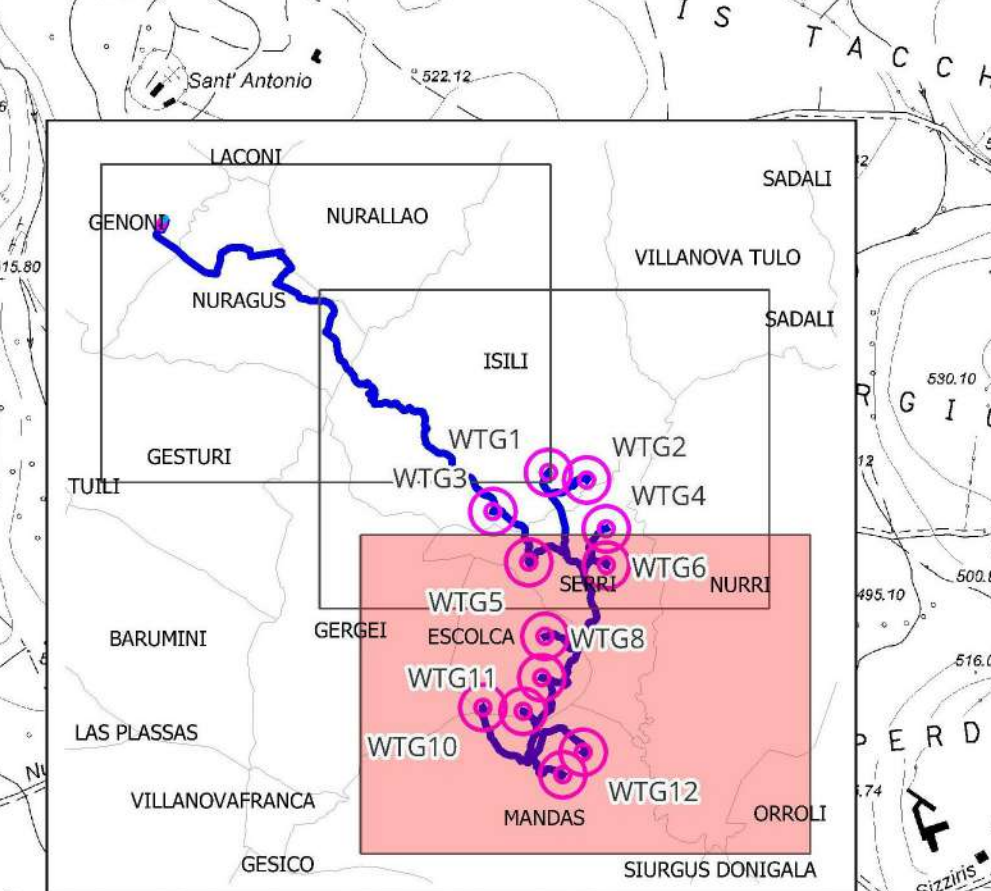 I S T A C C H
Sant' Antonio
522.12
LACONI
SADALI
GENONI
NURALLAO
VILLANOVA TULO
15.80
NURAGUS
SADALI
ISILI
530.10
R G I
WTG1
WTG2
GESTURI
WTG3
WTG4
TUILI
WTG6
SERRI
NURRI
500.
495.10
WTG5
GERGEI
ESCOLCA
WTG8
BARUMINI
516.
WTG11
LAS PLASSAS
WTG10
P E R D
WTG12
VILLANOVAFRANCA
.74
MANDAS
ORROLI
GESICO
SIURGUS DONIGALA
Sizziris